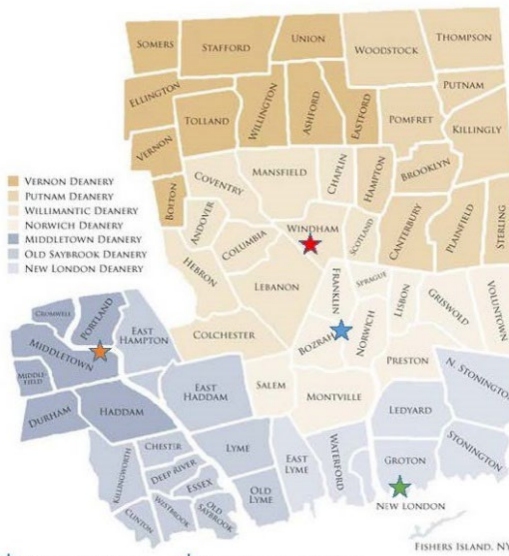 SOMERS
STAFFORD
UNION
WOODSTOCK
THOMPSON
ELLINGTON
TOLLAND
WILLINGTON
ASHFORD
EASTFORD
PUTNAM
POMFRET
KILLINGLY
VERNON
MANSFIELD
CHAPLIN
HAMPTON
BROOKLYN
COVENTRY
BOLTON
ANDOVER
COLUMBIA
WINDHAM
SCOTLAND
CANTERBURY
PLAINFIELD
STERLING
VERNON DEANERY
PUTNAM DEANERY
WILLIMANTIC DEANERY
NORWICH DEANERY
MIDDLETOWN DEANERY
OLD SAYBROOK DEANERY
NEW LONDON DEANERY
HEBRON
LEBANON
FRANKLIN
SPRAGUE
LISBON
GRISWOLD
VOLUNTOWN
CROMWELL
PORTLAND
EAST
HAMPTON
COLCHESTER
BOZRAH
NORWICH
MIDDLETOWN
MIDDLE-
FIELD
PRESTON
N. STONINGTON
DURHAM
HADDAM
EAST
HADDAM
SALEM
MONTVILLE
LEDYARD
KILLINGWORTH
CHESTER
DEEP RIVER
ESSEX
LYME
EAST
LYME
WATERFORD
GROTON
STONINGTON
CLINTON
WESTBROOK
OLD
SAYBROOK
OLD
LYME
NEW LONDON
FISHERS ISLAND, NY